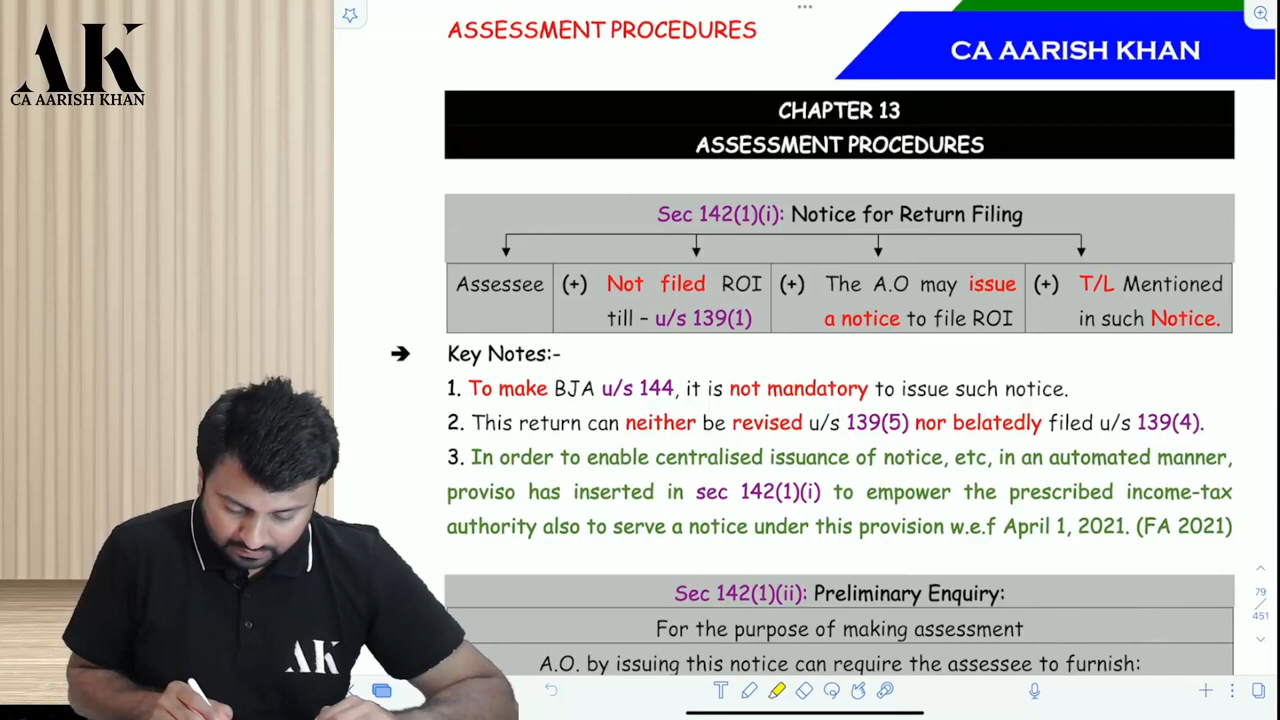 ASSESSMENT PROCEDURES
CA AARISH KHAN
AK
CA AARISH KHAN
CHAPTER 13
ASSESSMENT PROCEDURES
Sec 142(1)(i): Notice for Return Filing
Assessee (+) Not filed ROI (+) The A.O may issue (+) T/L Mentioned
till – u/s 139(1) a notice to file ROI in such Notice.
➔ Key Notes:-
1. To make BJA u/s 144, it is not mandatory to issue such notice.
2. This return can neither be revised u/s 139(5) nor belatedly filed u/s 139(4).
3. In order to enable centralised issuance of notice, etc, in an automated manner,
proviso has inserted in sec 142(1)(i) to empower the prescribed income-tax
authority also to serve a notice under this provision w.e.f April 1, 2021. (FA 2021)
Sec 142(1)(ii): Preliminary Enquiry:
For the purpose of making assessment
A.O. by issuing this notice can require the assessee to furnish:
AK
79
451